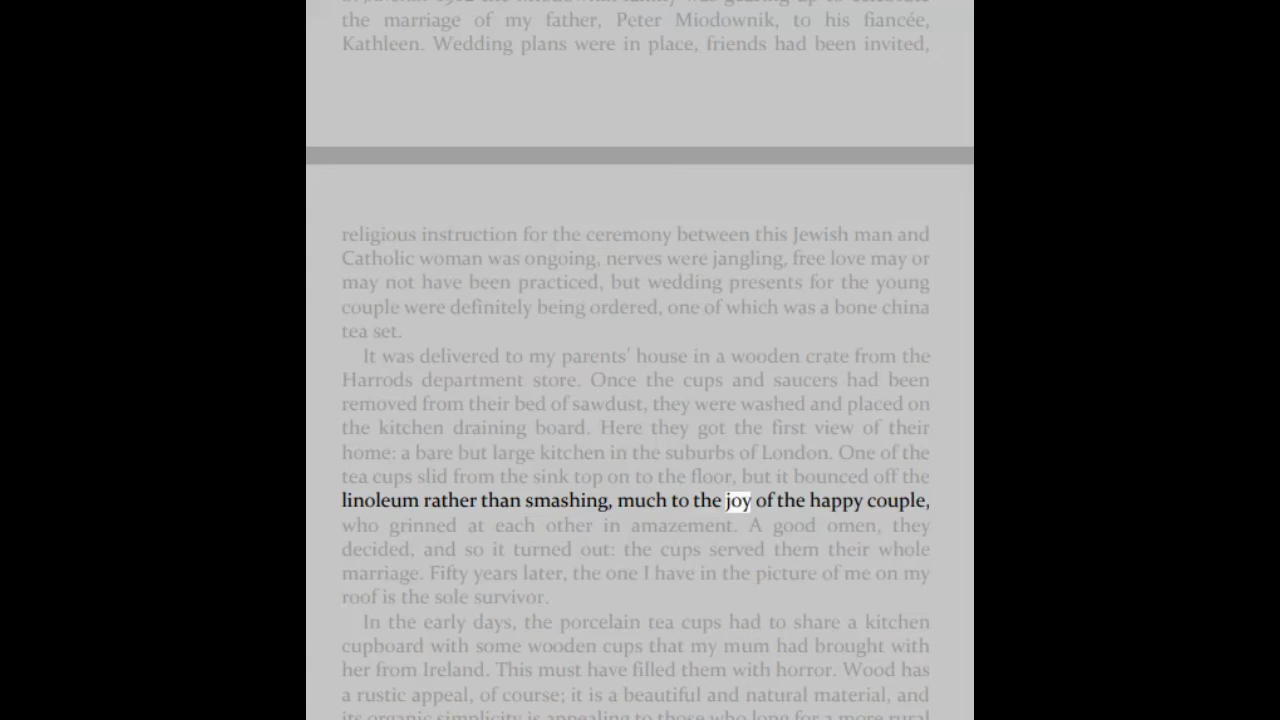 the marriage of my father, Peter Miodownik, to his fiancée,
Kathleen. Wedding plans were in place, friends had been invited,
religious instruction for the ceremony between this Jewish man and
Catholic woman was ongoing, nerves were jangling, free love may or
may not have been practiced, but wedding presents for the young
couple were definitely being ordered, one of which was a bone china
tea set.
It was delivered to my parents' house in a wooden crate from the
Harrods department store. Once the cups and saucers had been
removed from their bed of sawdust, they were washed and placed on
the kitchen draining board. Here they got the first view of their
home: a bare but large kitchen in the suburbs of London. One of the
tea cups slid from the sink top on to the floor, but it bounced off the
linoleum rather than smashing, much to the joy of the happy couple,
who grinned at each other in amazement. A good omen, they
decided, and so it turned out: the cups served them their whole
marriage. Fifty years later, the one I have in the picture of me on my
roof is the sole survivor.
In the early days, the porcelain tea cups had to share a kitchen
cupboard with some wooden cups that my mum had brought with
her from Ireland. This must have filled them with horror. Wood has
a rustic appeal, of course; it is a beautiful and natural material, and
its organic simplicity is appealing to those who long for a more rural